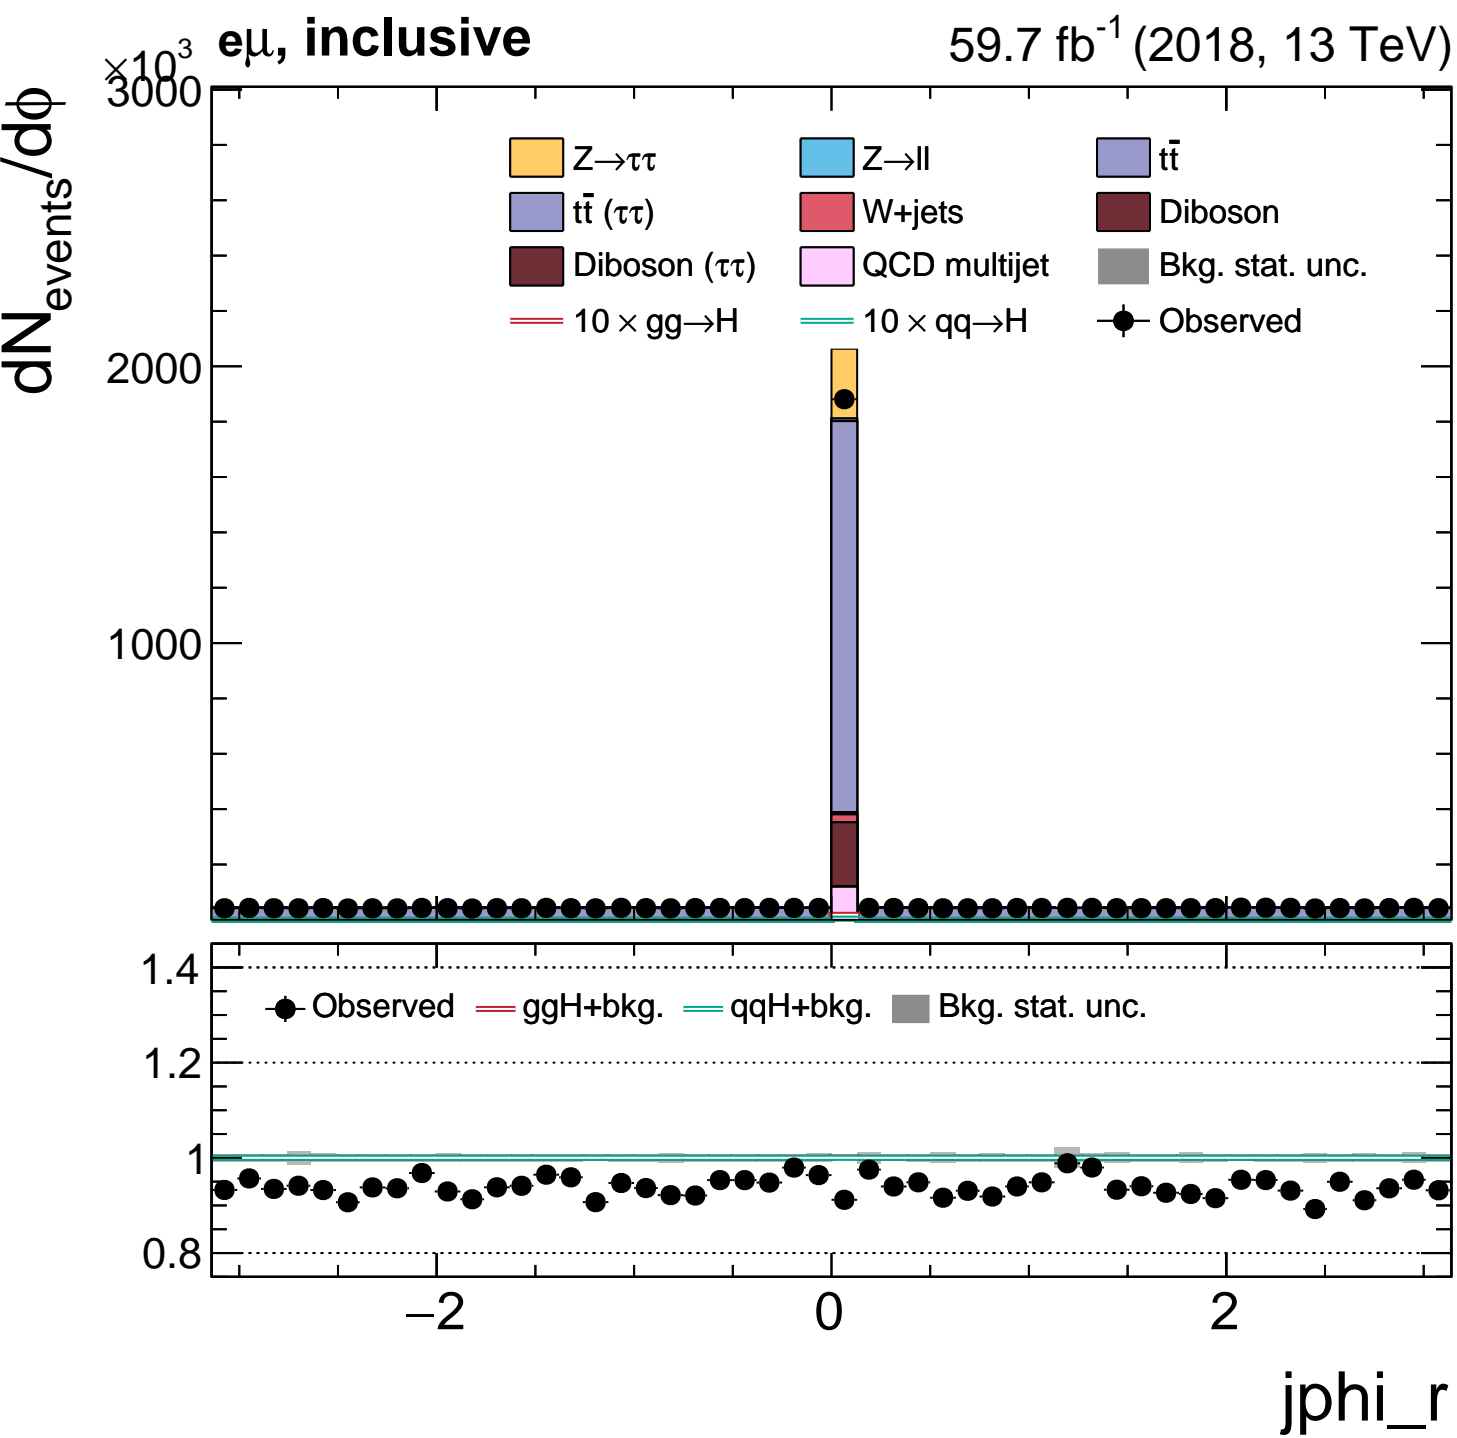 ×10³ eμ, inclusive 59.7 fb⁻¹ (2018, 13 TeV)
dN_events/dϕ
3000
2000
1000
Z→ττ Z→ll tt̄
tt̄ (ττ) W+jets Diboson
Diboson (ττ) QCD multijet Bkg. stat. unc.
10 × gg→H 10 × qq→H Observed
1.4
1.2
1
0.8
Observed ggH+bkg. qqH+bkg. Bkg. stat. unc.
−2 0 2
jphi_r